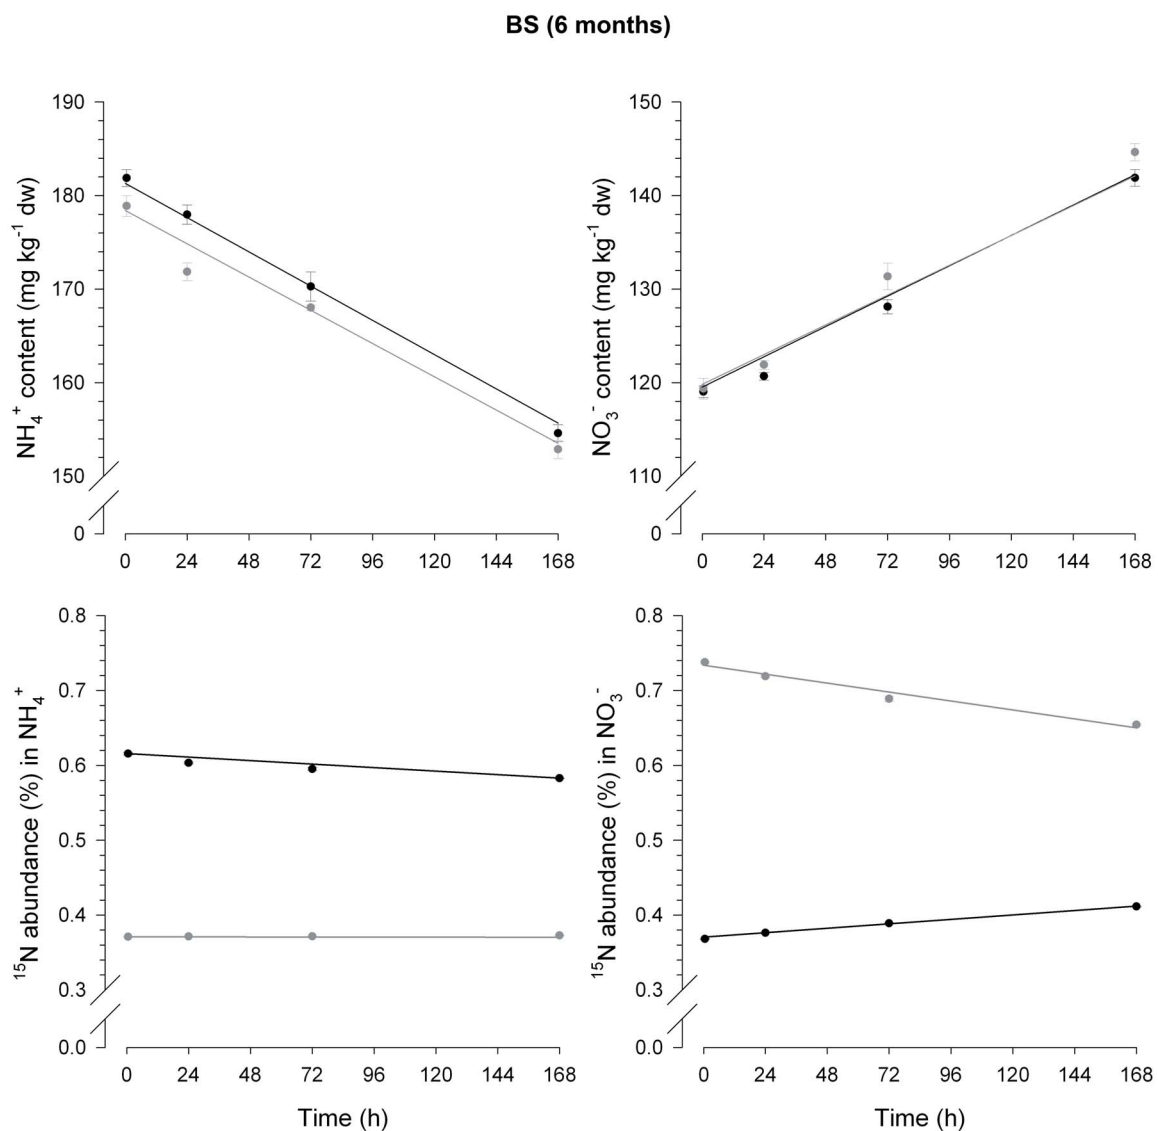 BS (6 months)
NH₄⁺ content (mg kg⁻¹ dw)
190
180
170
160
150
0
0 24 48 72 96 120 144 168
NO₃⁻ content (mg kg⁻¹ dw)
150
140
130
120
110
0
0 24 48 72 96 120 144 168
¹⁵N abundance (%) in NH₄⁺
0.8
0.7
0.6
0.5
0.4
0.3
0.0
0 24 48 72 96 120 144 168
Time (h)
¹⁵N abundance (%) in NO₃⁻
0.8
0.7
0.6
0.5
0.4
0.3
0.0
0 24 48 72 96 120 144 168
Time (h)